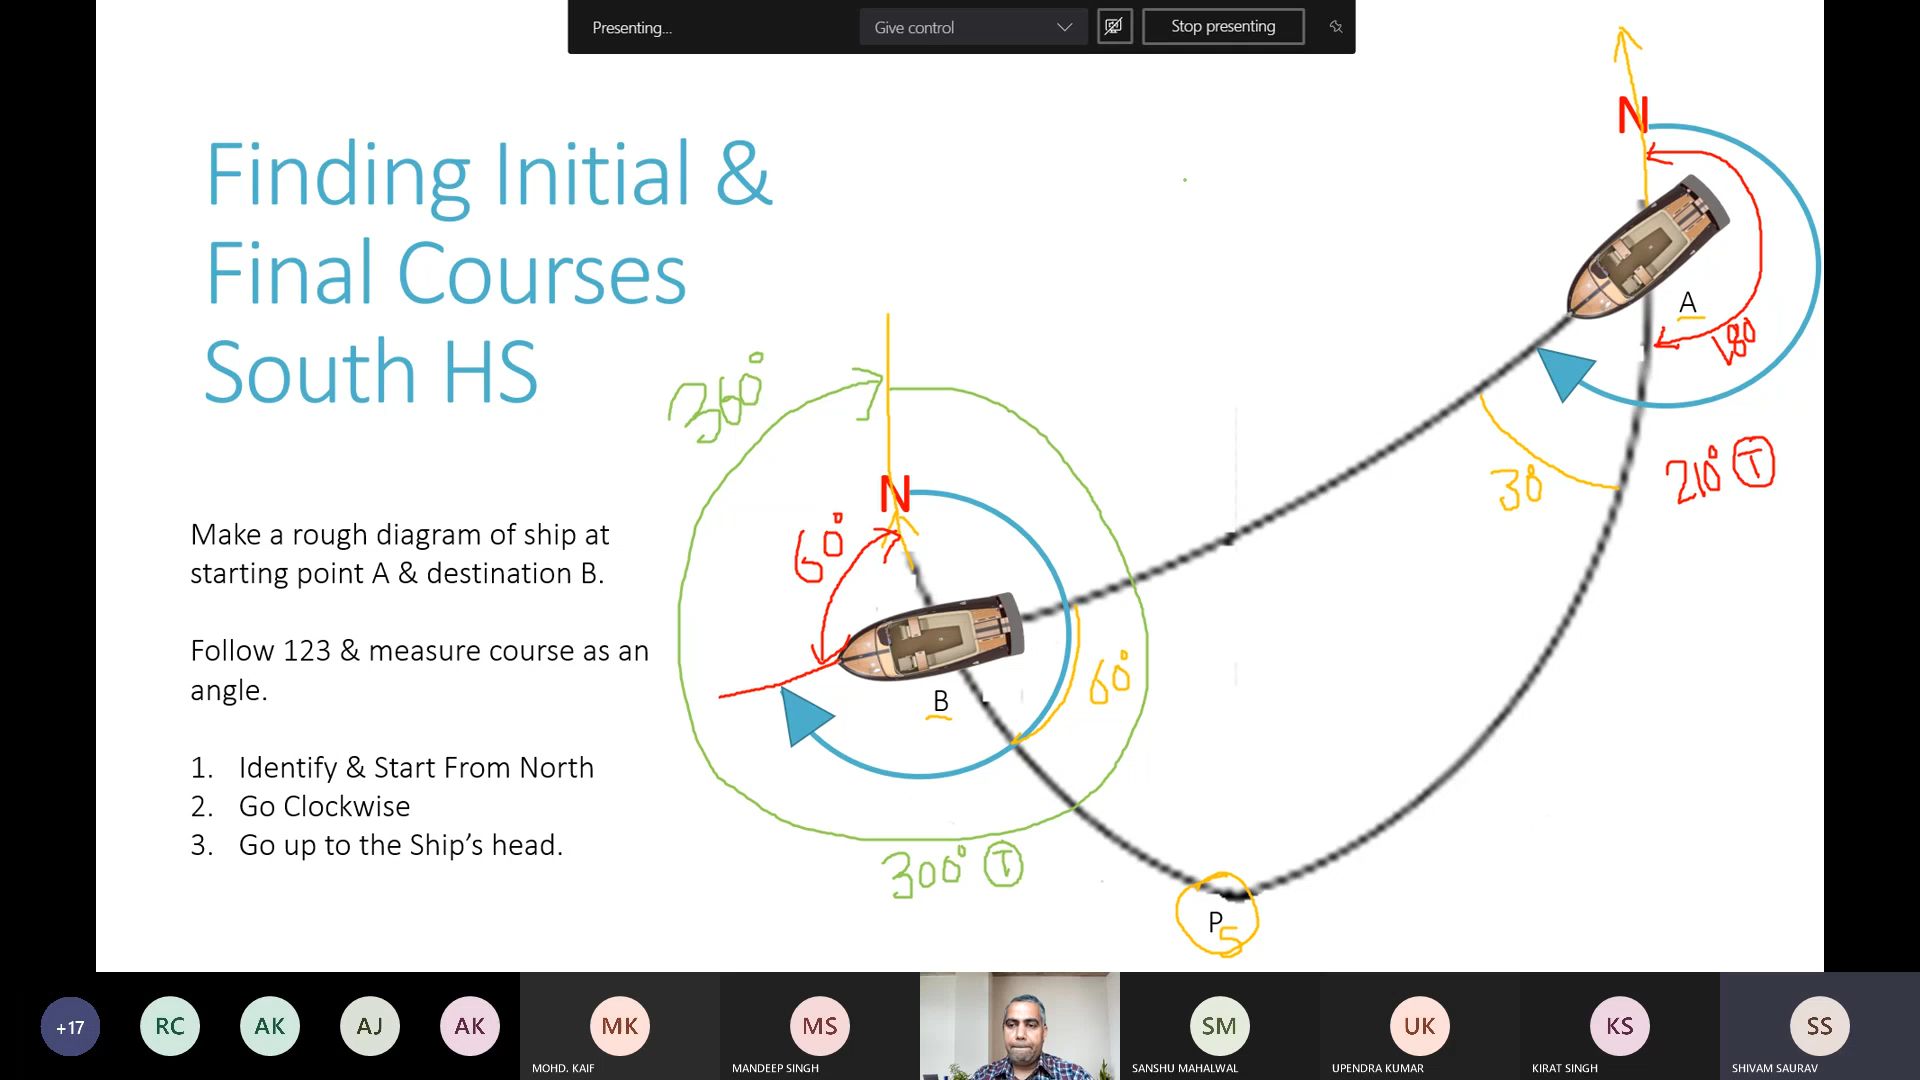 Presenting...
Give control
Stop presenting
Finding Initial &
Final Courses
South HS
Make a rough diagram of ship at
starting point A & destination B.
Follow 123 & measure course as an
angle.
1. Identify & Start From North
2. Go Clockwise
3. Go up to the Ship's head.
N
A
180
210° T
30
360°
N
60°
B
60°
300° T
PS
+17
RC
AK
AJ
AK
MK
MOHD. KAIF
MS
MANDEEP SINGH
SM
SANSHU MAHALWAL
UK
UPENDRA KUMAR
KS
KIRAT SINGH
SS
SHIVAM SAURAV